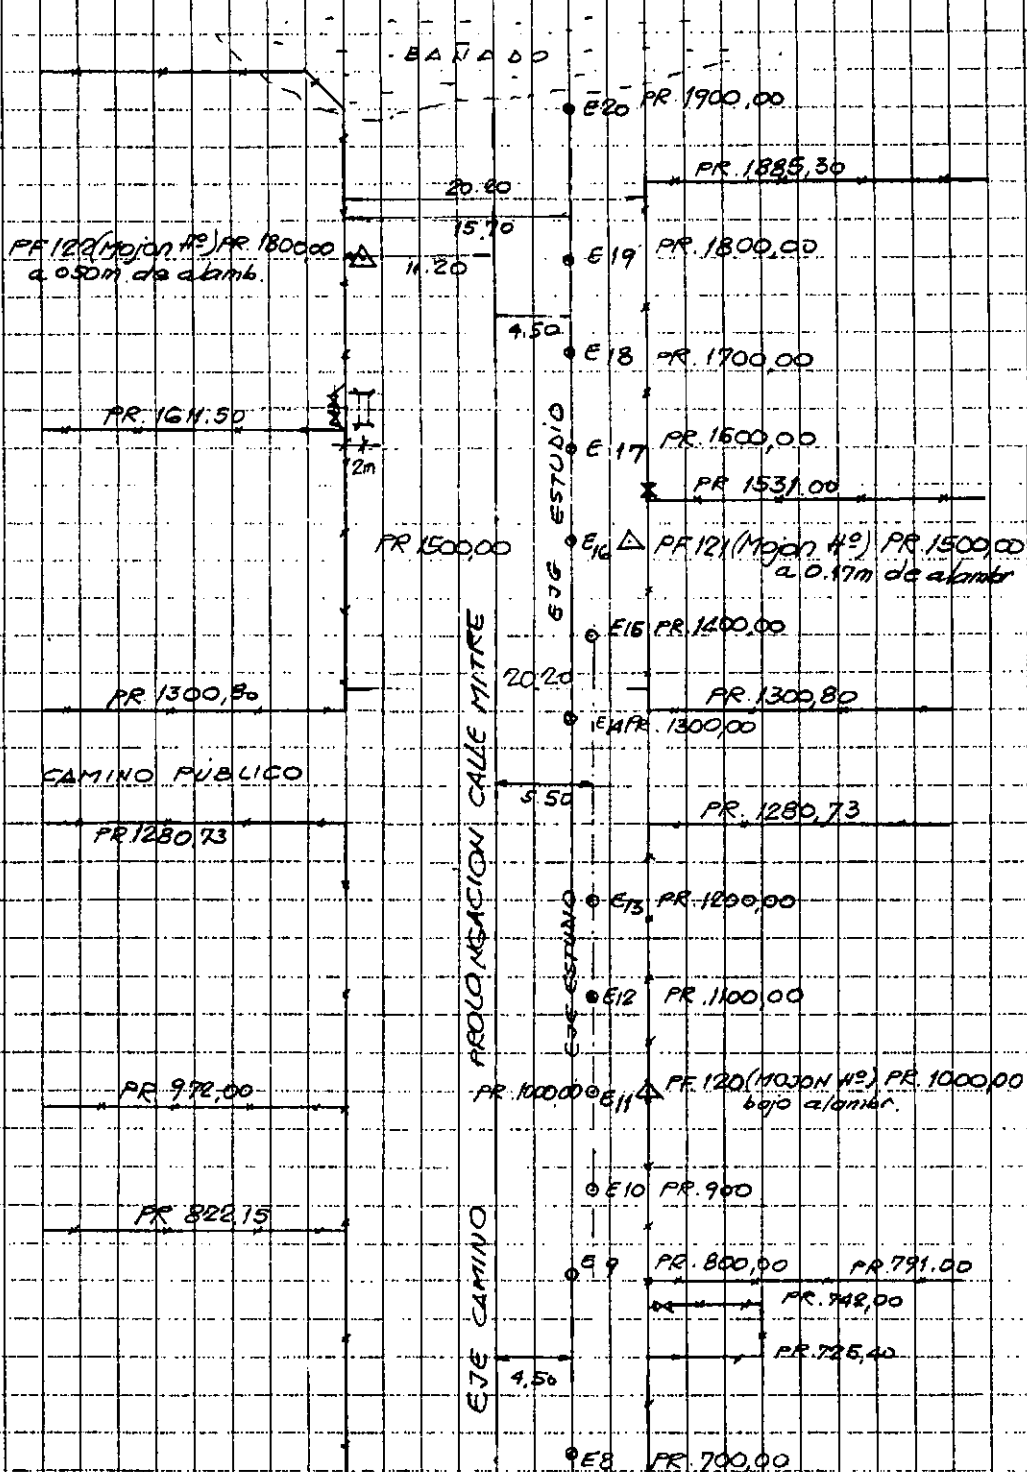 BAÑADO
E20 PR 1900,00
PR. 1885,30
20.20
15.70
PF 122 (Mojon Hº) PR. 1800.00
a 0.50m de alamb.
11.20
E19 PR. 1800,00
4.50
E18 PR. 1700,00
PR. 1611.50
2m
E17 PR. 1600,00
PR 1531.00
EJE ESTUDIO
PR 1500,00
E16 PF 121 (Mojon Hº) PR. 1500,00
a 0.17m de alambr
E15 PR. 1400,00
20.20
PR 1300,80
PR. 1300,80
E14 PR. 1300,00
CAMINO PÚBLICO
5.50
PR 1280,73
PR. 1280,73
PROLONGACION CALLE MITRE
E13 PR. 1200,00
EJE ESTUDIO
E12 PR. 1100,00
PR. 972,00
PR. 1000.00 E11 PF. 120 (MOJON Hº) PR. 1000,00
bajo alambr.
E10 PR. 900
PR 822.15
E9 PR. 800,00 PR. 791.00
PR. 742,00
PR. 725,40
EJE CAMINO
4,50
E8 PR. 700,00